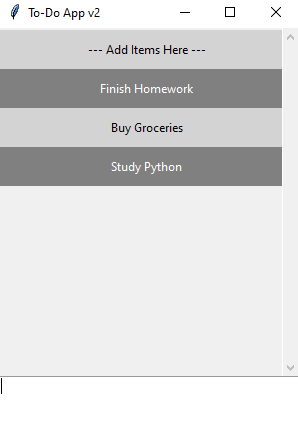 To-Do App v2
--- Add Items Here ---
Finish Homework
Buy Groceries
Study Python